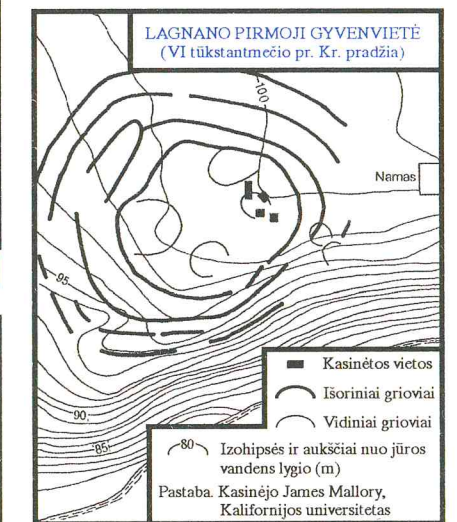 LAGNANO PIRMOJI GYVENVIETĖ
(VI tūkstantmečio pr. Kr. pradžia)
100
Namas
95
90
85
Kasinėtos vietos
Išoriniai grioviai
Vidiniai grioviai
80
Izohipsės ir aukščiai nuo jūros
vandens lygio (m)
Pastaba. Kasinėjo James Mallory,
Kalifornijos universitetas